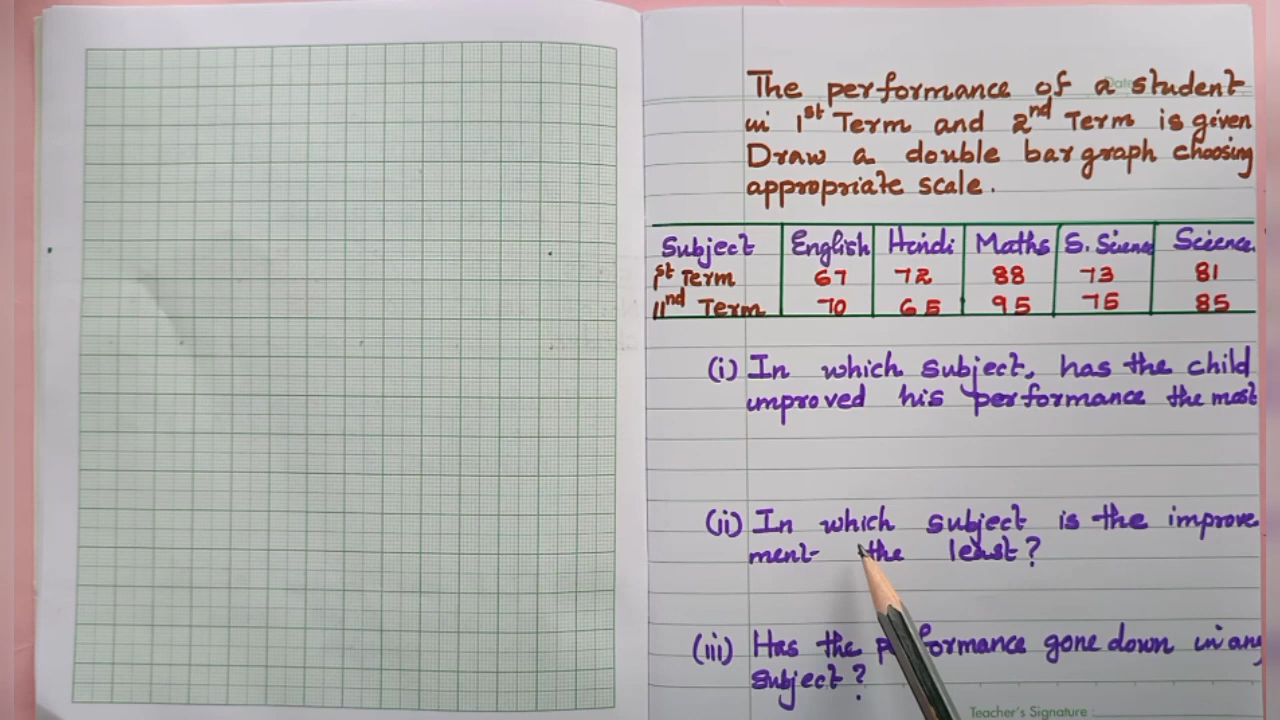 Date
The performance of a student
in 1st Term and 2nd Term is given
Draw a double bar graph choosing
appropriate scale.
Subject English Hindi Maths S. Science Science
Ist Term 67 72 88 73 81
IInd Term 70 65 95 75 85
(i) In which subject, has the child
improved his performance the most
(ii) In which subject is the improve
ment the least?
(iii) Has the performance gone down in any
subject?
Teacher's Signature :